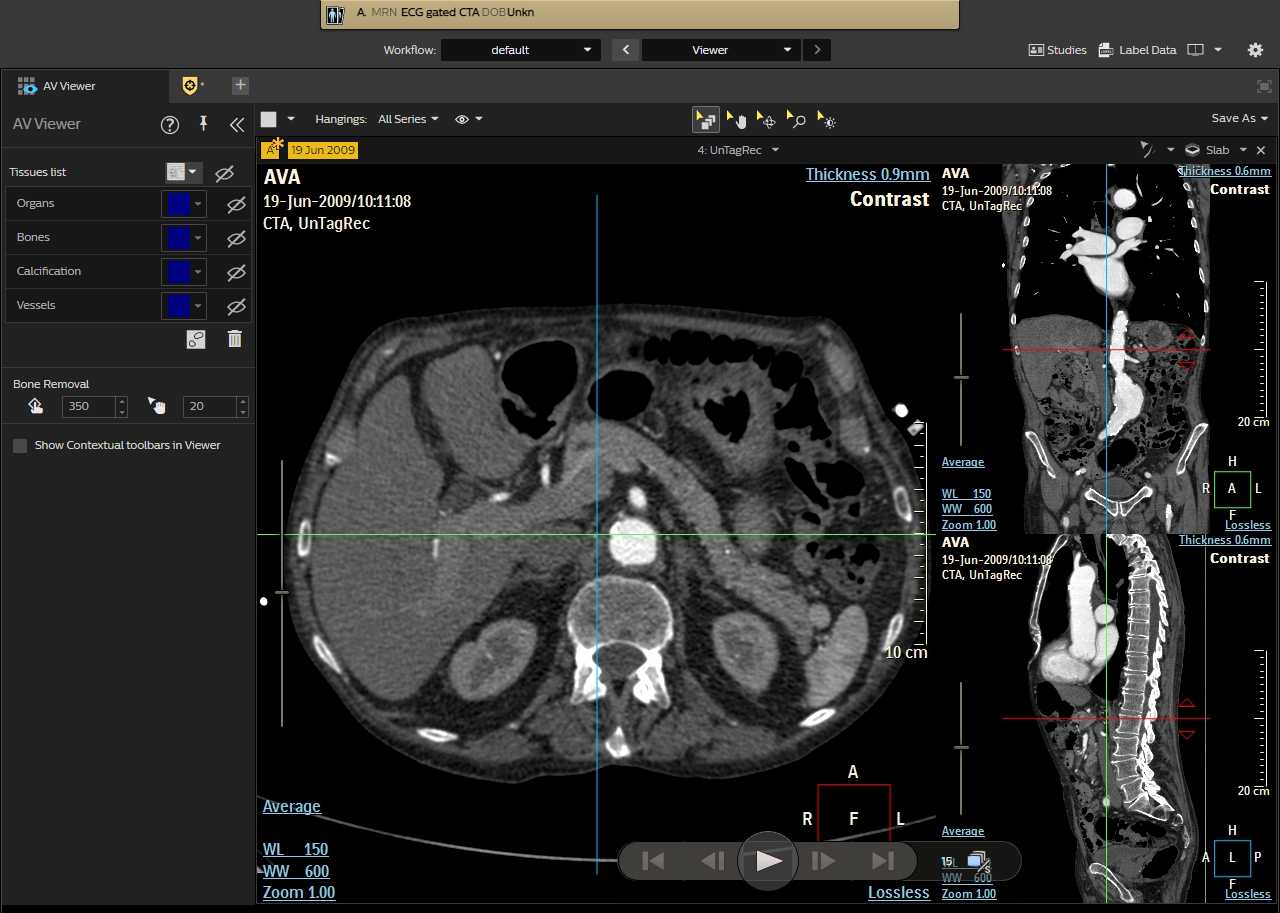 A. MRN ECG gated CTA DOB Unkn
Workflow: default Viewer Studies Label Data
AV Viewer
AV Viewer
Hangings: All Series Save As
A 19 Jun 2009 4: UnTagRec Slab
Tissues list
Organs
Bones
Calcification
Vessels
Bone Removal
350 20
Show Contextual toolbars in Viewer
AVA Thickness 0.9mm
19-Jun-2009/10:11:08 Contrast
CTA, UnTagRec
10 cm
A
R F L
Average
WL 150
WW 600
Zoom 1.00 Lossless
AVA Thickness 0.6mm
19-Jun-2009/10:11:08 Contrast
CTA, UnTagRec
20 cm
Average
WL 150
WW 600
Zoom 1.00
H
R A L
F
Lossless
AVA Thickness 0.6mm
19-Jun-2009/10:11:08 Contrast
CTA, UnTagRec
20 cm
Average
15
WW 600
Zoom 1.00
H
A L P
F
Lossless